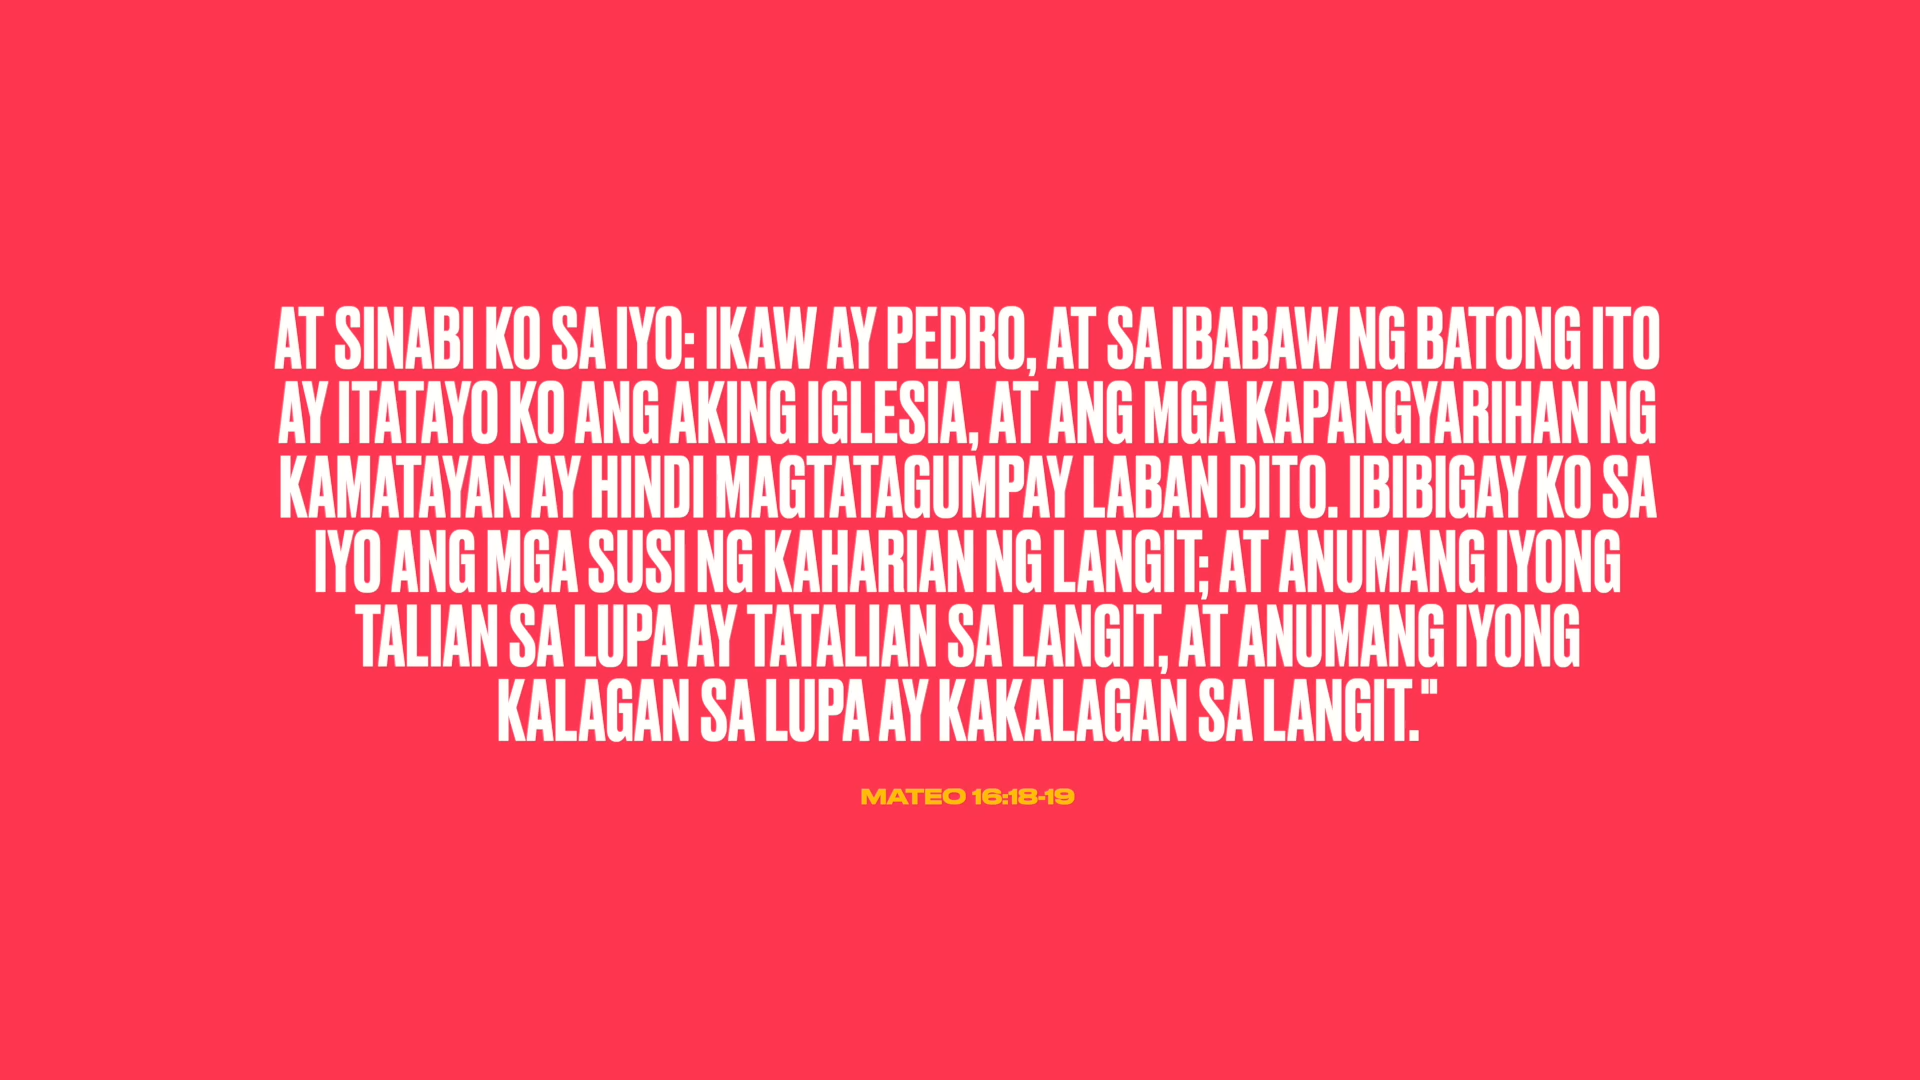 AT SINABI KO SA IYO: IKAW AY PEDRO, AT SA IBABAW NG BATONG ITO
AY ITATAYO KO ANG AKING IGLESIA, AT ANG MGA KAPANGYARIHAN NG
KAMATAYAN AY HINDI MAGTATAGUMPAY LABAN DITO. IBIBIGAY KO SA
IYO ANG MGA SUSI NG KAHARIAN NG LANGIT; AT ANUMANG IYONG
TALIAN SA LUPA AY TATALIAN SA LANGIT, AT ANUMANG IYONG
KALAGAN SA LUPA AY KAKALAGAN SA LANGIT."
MATEO 16:18-19